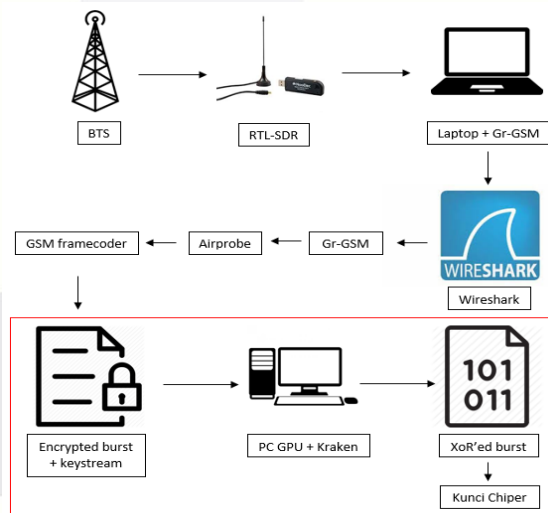 BTS
RTL-SDR
Laptop + Gr-GSM
WIRESHARK
Wireshark
Gr-GSM
Airprobe
GSM framecoder
Encrypted burst
+ keystream
PC GPU + Kraken
101
011
XoR'ed burst
Kunci Chiper